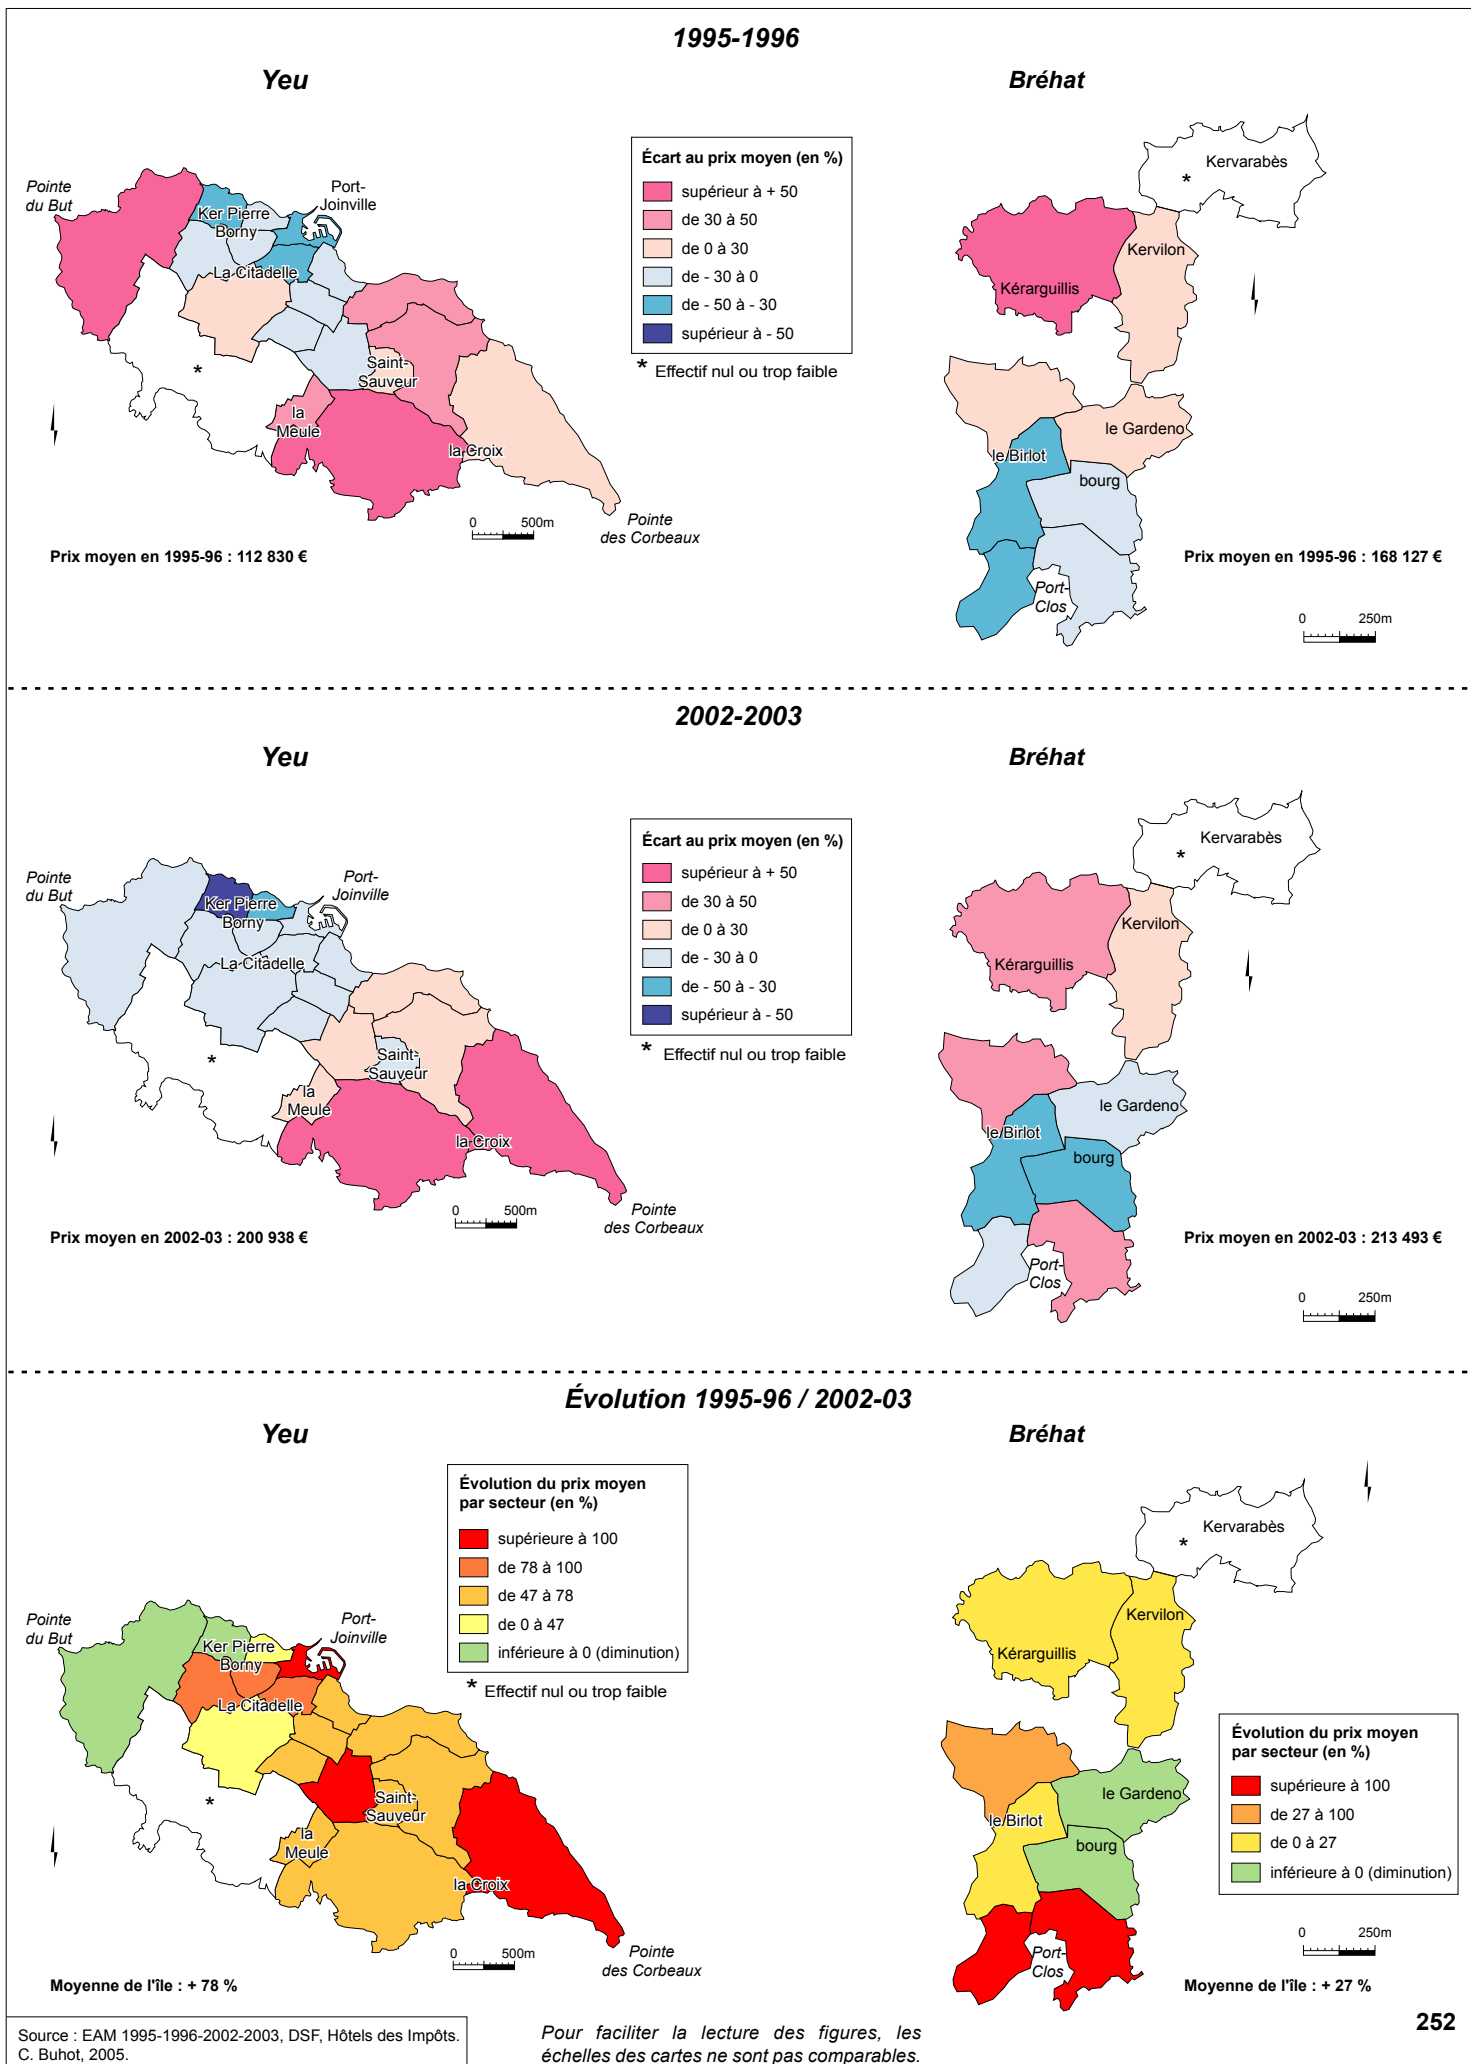 1995-1996
Yeu
Bréhat
Pointe
du But
Ker Pierre
Borny
Port-
Joinville
La Citadelle
Saint-
Sauveur
la
Meule
la Croix
Pointe
des Corbeaux
*
0 500m
Prix moyen en 1995-96 : 112 830 €
Écart au prix moyen (en %)
supérieur à + 50
de 30 à 50
de 0 à 30
de - 30 à 0
de - 50 à - 30
supérieur à - 50
* Effectif nul ou trop faible
Kervarabès
*
Kervilon
Kérarguillis
le Gardeno
le Birlot
bourg
Port-
Clos
Prix moyen en 1995-96 : 168 127 €
0 250m
2002-2003
Yeu
Bréhat
Pointe
du But
Ker Pierre
Borny
Port-
Joinville
La Citadelle
Saint-
Sauveur
la
Meule
la Croix
Pointe
des Corbeaux
*
0 500m
Prix moyen en 2002-03 : 200 938 €
Écart au prix moyen (en %)
supérieur à + 50
de 30 à 50
de 0 à 30
de - 30 à 0
de - 50 à - 30
supérieur à - 50
* Effectif nul ou trop faible
Kervarabès
*
Kervilon
Kérarguillis
le Gardeno
le Birlot
bourg
Port-
Clos
Prix moyen en 2002-03 : 213 493 €
0 250m
Évolution 1995-96 / 2002-03
Yeu
Bréhat
Évolution du prix moyen
par secteur (en %)
supérieure à 100
de 78 à 100
de 47 à 78
de 0 à 47
inférieure à 0 (diminution)
* Effectif nul ou trop faible
Pointe
du But
Ker Pierre
Borny
Port-
Joinville
La Citadelle
Saint-
Sauveur
la
Meule
la Croix
Pointe
des Corbeaux
*
0 500m
Moyenne de l'île : + 78 %
Kervarabès
*
Kervilon
Kérarguillis
le Gardeno
le Birlot
bourg
Port-
Clos
Évolution du prix moyen
par secteur (en %)
supérieure à 100
de 27 à 100
de 0 à 27
inférieure à 0 (diminution)
0 250m
Moyenne de l'île : + 27 %
252
Source : EAM 1995-1996-2002-2003, DSF, Hôtels des Impôts.
C. Buhot, 2005.
Pour faciliter la lecture des figures, les
échelles des cartes ne sont pas comparables.